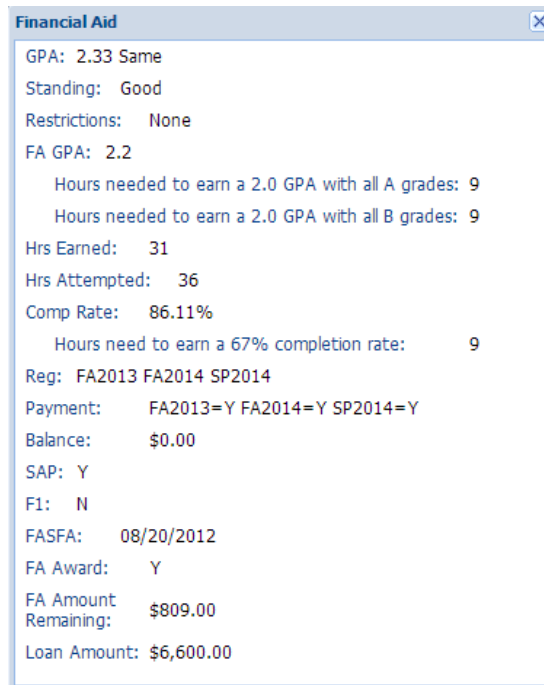 Financial Aid
GPA: 2.33 Same
Standing: Good
Restrictions: None
FA GPA: 2.2
Hours needed to earn a 2.0 GPA with all A grades: 9
Hours needed to earn a 2.0 GPA with all B grades: 9
Hrs Earned: 31
Hrs Attempted: 36
Comp Rate: 86.11%
Hours need to earn a 67% completion rate: 9
Reg: FA2013 FA2014 SP2014
Payment: FA2013=Y FA2014=Y SP2014=Y
Balance: $0.00
SAP: Y
F1: N
FASFA: 08/20/2012
FA Award: Y
FA Amount
Remaining: $809.00
Loan Amount: $6,600.00